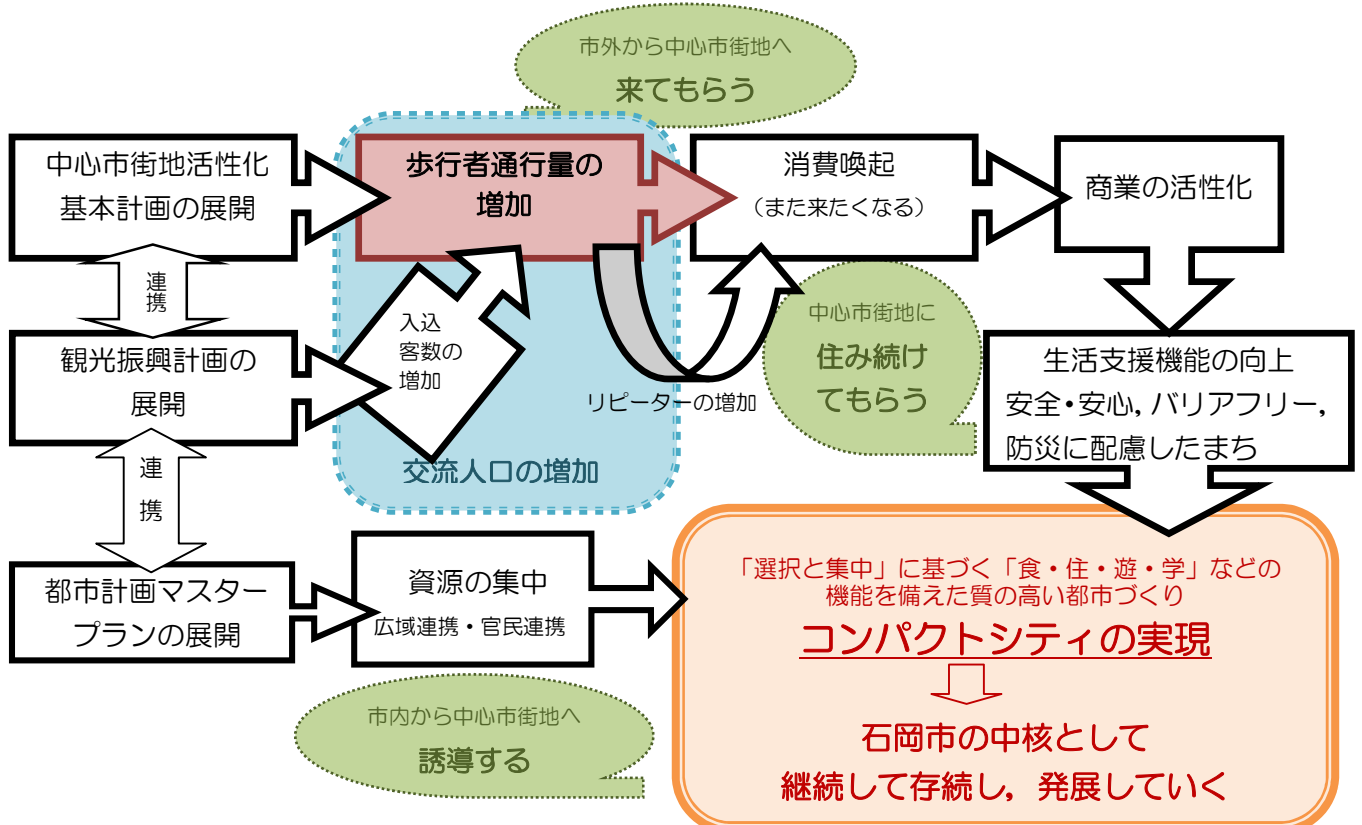 市外から中心市街地へ
来てもらう
中心市街地活性化
基本計画の展開
歩行者通行量の
増加
消費喚起
（また来たくなる）
商業の活性化
連携
入込
客数の
増加
観光振興計画の
展開
リピーターの増加
中心市街地に
住み続け
てもらう
生活支援機能の向上
安全・安心，バリアフリー，
防災に配慮したまち
交流人口の増加
連
携
都市計画マスター
プランの展開
資源の集中
広域連携・官民連携
「選択と集中」に基づく「食・住・遊・学」などの
機能を備えた質の高い都市づくり
コンパクトシティの実現
市内から中心市街地へ
誘導する
石岡市の中核として
継続して存続し，発展していく